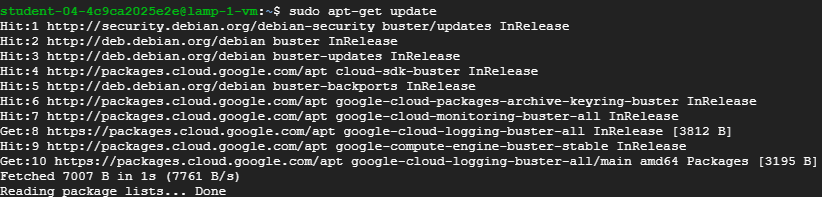 student-04-4c9ca2025e2e@lamp-1-vm:~$ sudo apt-get update
Hit:1 http://security.debian.org/debian-security buster/updates InRelease
Hit:2 http://deb.debian.org/debian buster InRelease
Hit:3 http://deb.debian.org/debian buster-updates InRelease
Hit:4 http://packages.cloud.google.com/apt cloud-sdk-buster InRelease
Hit:5 http://deb.debian.org/debian buster-backports InRelease
Hit:6 http://packages.cloud.google.com/apt google-cloud-packages-archive-keyring-buster InRelease
Hit:7 http://packages.cloud.google.com/apt google-cloud-monitoring-buster-all InRelease
Get:8 https://packages.cloud.google.com/apt google-cloud-logging-buster-all InRelease [3812 B]
Hit:9 http://packages.cloud.google.com/apt google-compute-engine-buster-stable InRelease
Get:10 https://packages.cloud.google.com/apt google-cloud-logging-buster-all/main amd64 Packages [3195 B]
Fetched 7007 B in 1s (7761 B/s)
Reading package lists... Done